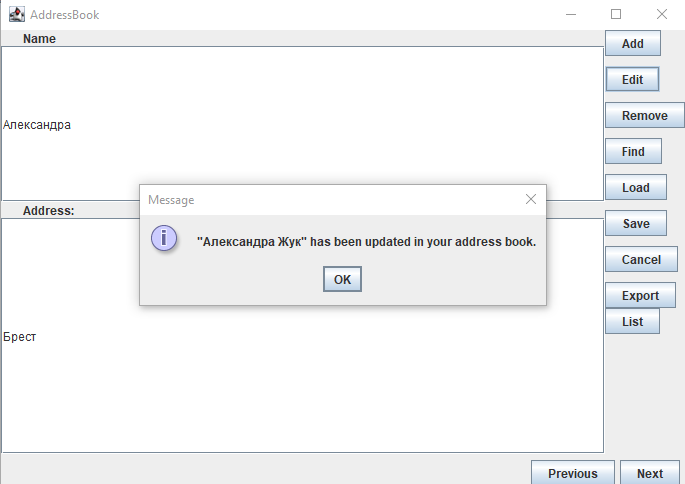 AddressBook
Name
Add
Edit
Александра
Remove
Find
Load
Message
"Александра Жук" has been updated in your address book.
OK
Address:
Save
Cancel
Export
List
Брест
Previous
Next